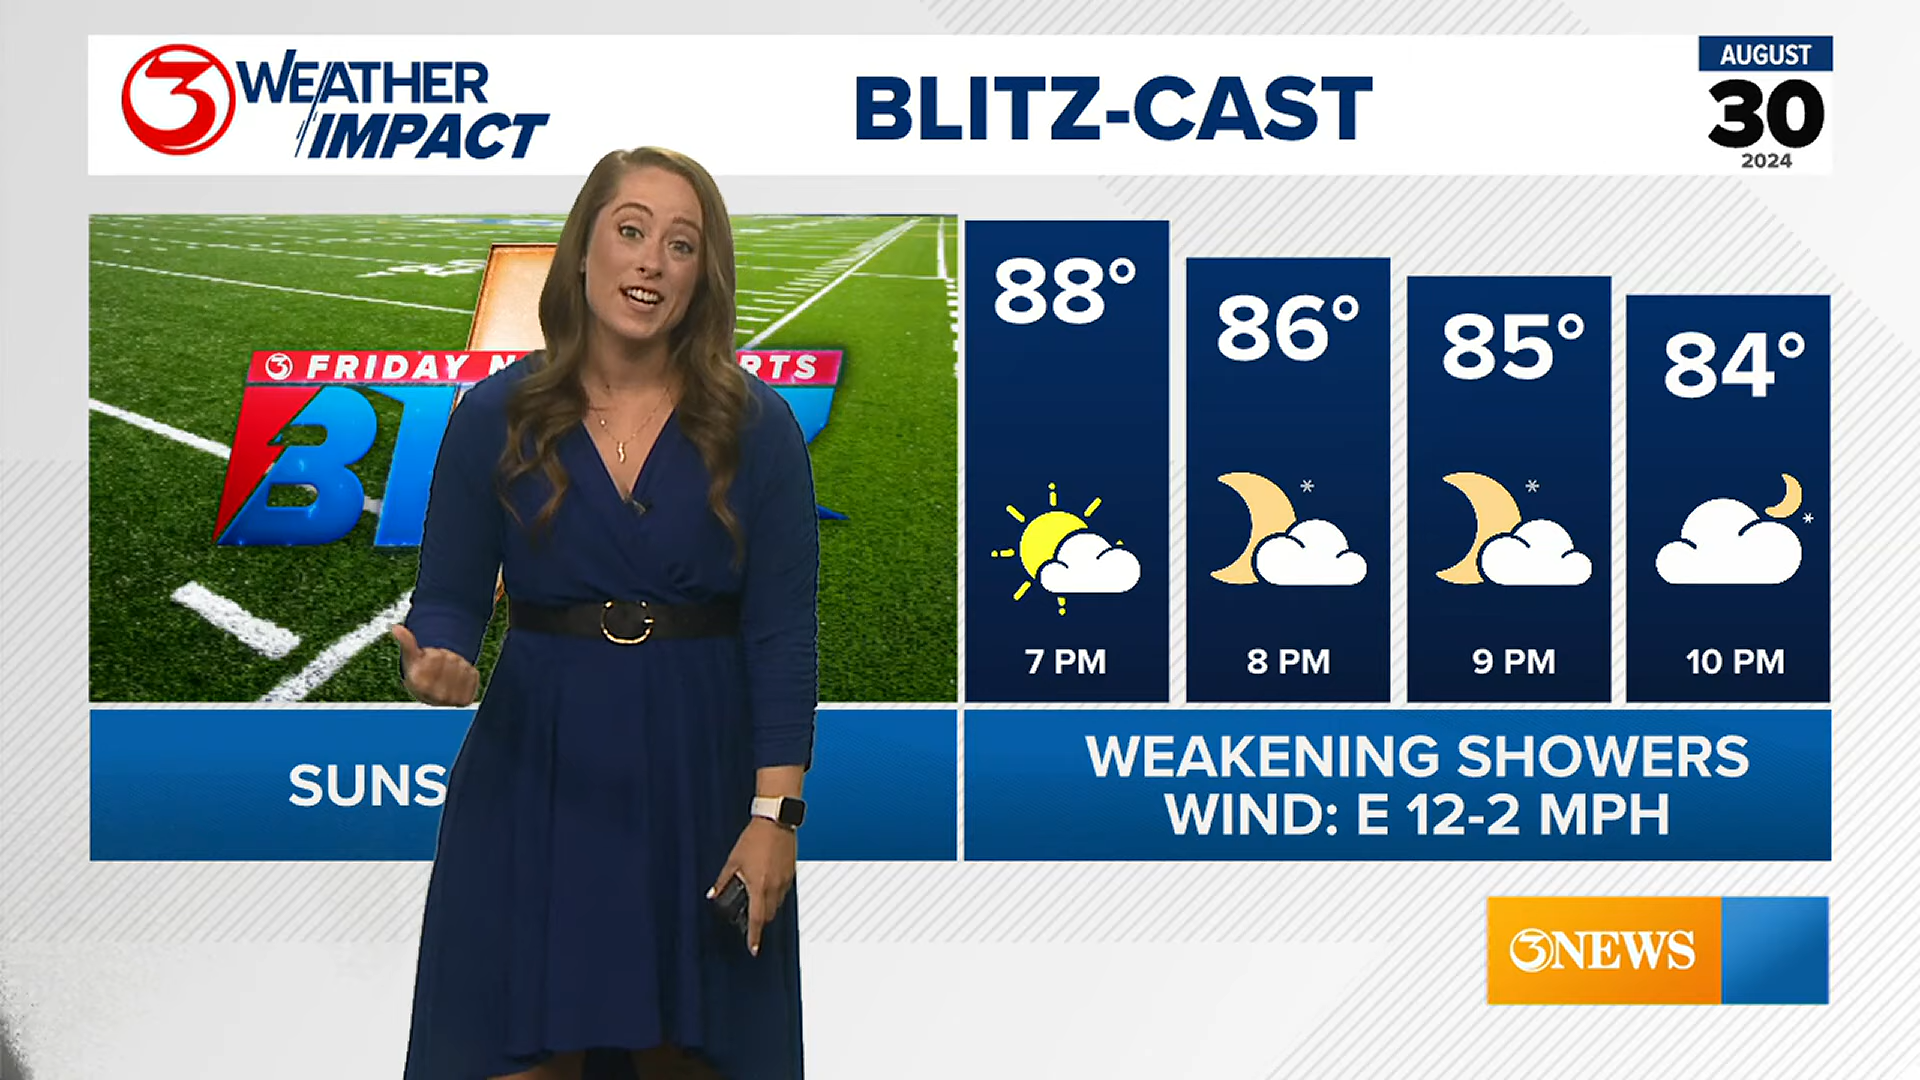 3 WEATHER
IMPACT
BLITZ-CAST
AUGUST
30
2024
3 FRIDAY
88°
86°
85°
84°
7 PM
8 PM
9 PM
10 PM
WEAKENING SHOWERS
WIND: E 12-2 MPH
3NEWS